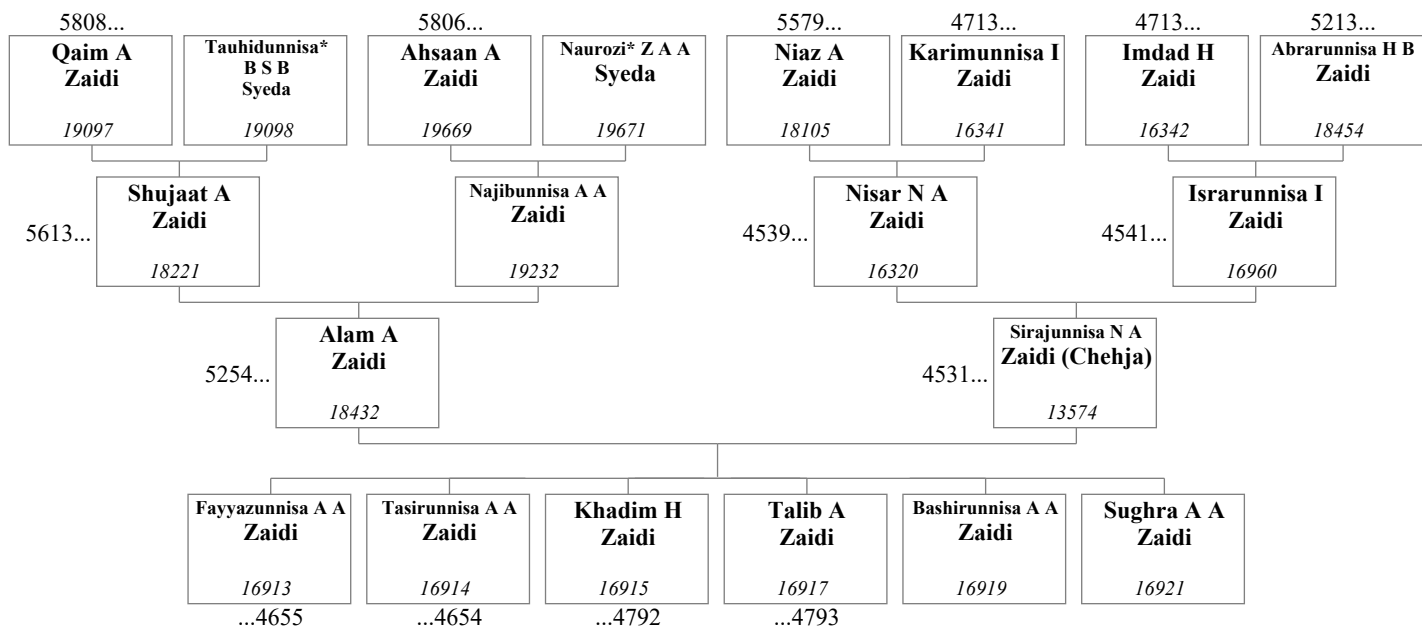 5808...
5806...
5579...
4713...
4713...
5213...
Qaim A
Zaidi
19097
Tauhidunnisa*
B S B
Syeda
19098
Ahsaan A
Zaidi
19669
Naurozi* Z A A
Syeda
19671
Niaz A
Zaidi
18105
Karimunnisa I
Zaidi
16341
Imdad H
Zaidi
16342
Abrarunnisa H B
Zaidi
18454
5613...
Shujaat A
Zaidi
18221
Najibunnisa A A
Zaidi
19232
4539...
Nisar N A
Zaidi
16320
4541...
Israrunnisa I
Zaidi
16960
5254...
Alam A
Zaidi
18432
4531...
Sirajunnisa N A
Zaidi (Chehja)
13574
Fayyazunnisa A A
Zaidi
16913
...4655
Tasirunnisa A A
Zaidi
16914
...4654
Khadim H
Zaidi
16915
...4792
Talib A
Zaidi
16917
...4793
Bashirunnisa A A
Zaidi
16919
Sughra A A
Zaidi
16921